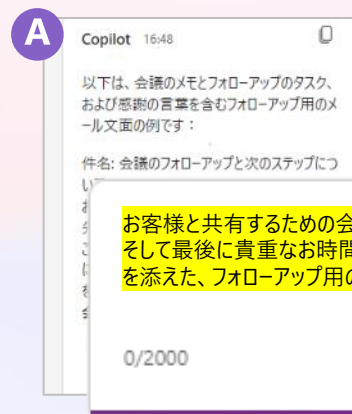 A
Copilot 16:48
以下は、会議のメモとフォローアップのタスク、
および感謝の言葉を含むフォローアップ用のメ
ール文面の例です：
件名: 会議のフォローアップと次のステップにつ
い
お客様と共有するための会
そして最後に貴重なお時間
を添えた、フォローアップ用の
0/2000